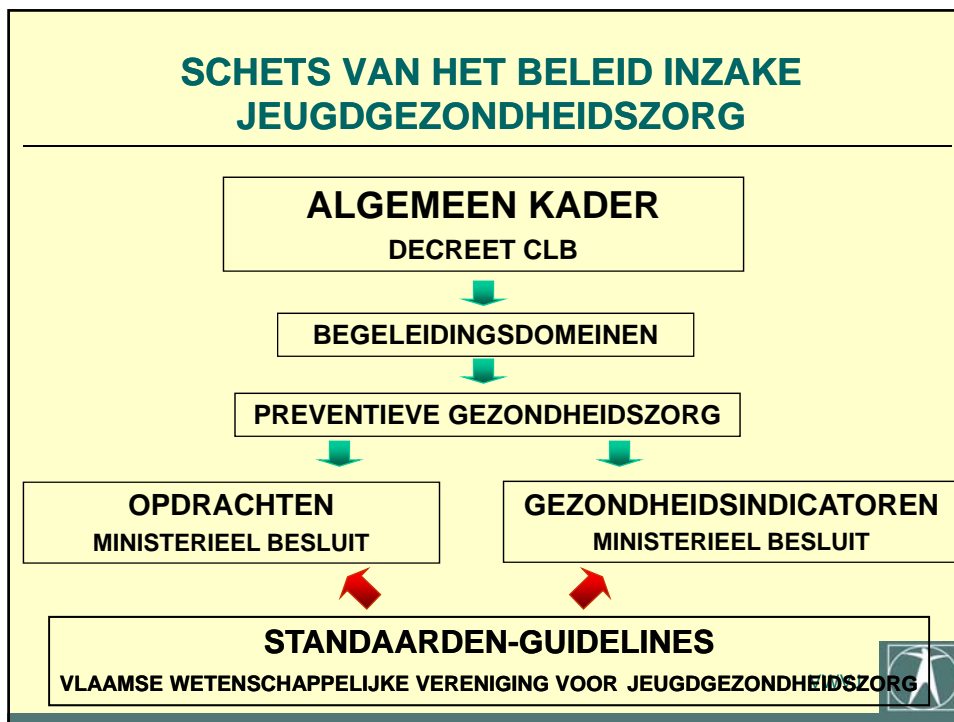 SCHETS VAN HET BELEID INZAKE
JEUGDGEZONDHEIDSZORG
ALGEMEEN KADER
DECREET CLB
BEGELEIDINGSDOMEINEN
PREVENTIEVE GEZONDHEIDSZORG
OPDRACHTEN
MINISTERIEEL BESLUIT
GEZONDHEIDSINDICATOREN
MINISTERIEEL BESLUIT
STANDAARDEN-GUIDELINES
VLAAMSE WETENSCHAPPELIJKE VERENIGING VOOR JEUGDGEZONDHEIDSZORG